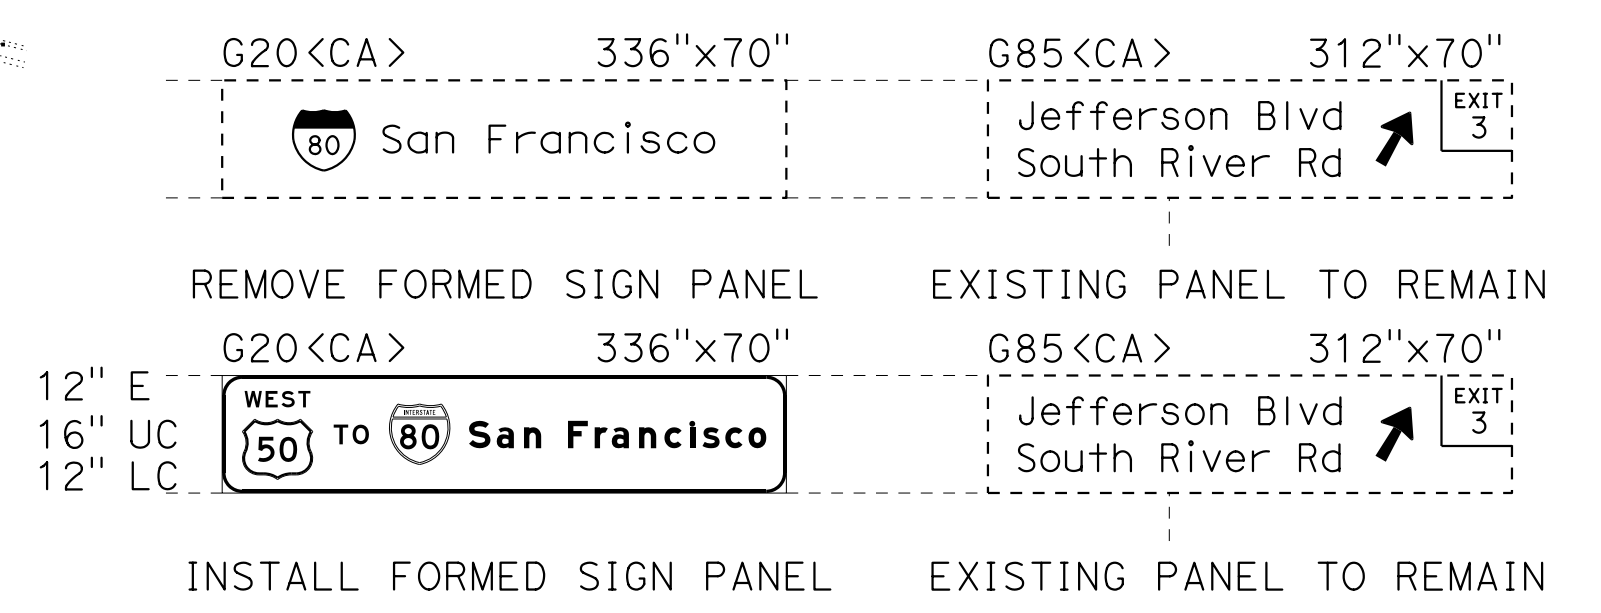 G20<CA> 336"x70" G85<CA> 312"x70"
80 San Francisco
Jefferson Blvd
South River Rd
EXIT
3
REMOVE FORMED SIGN PANEL EXISTING PANEL TO REMAIN
G20<CA> 336"x70" G85<CA> 312"x70"
12" E
16" UC
12" LC
WEST
50 TO INTERSTATE 80 San Francisco
Jefferson Blvd
South River Rd
EXIT
3
INSTALL FORMED SIGN PANEL EXISTING PANEL TO REMAIN